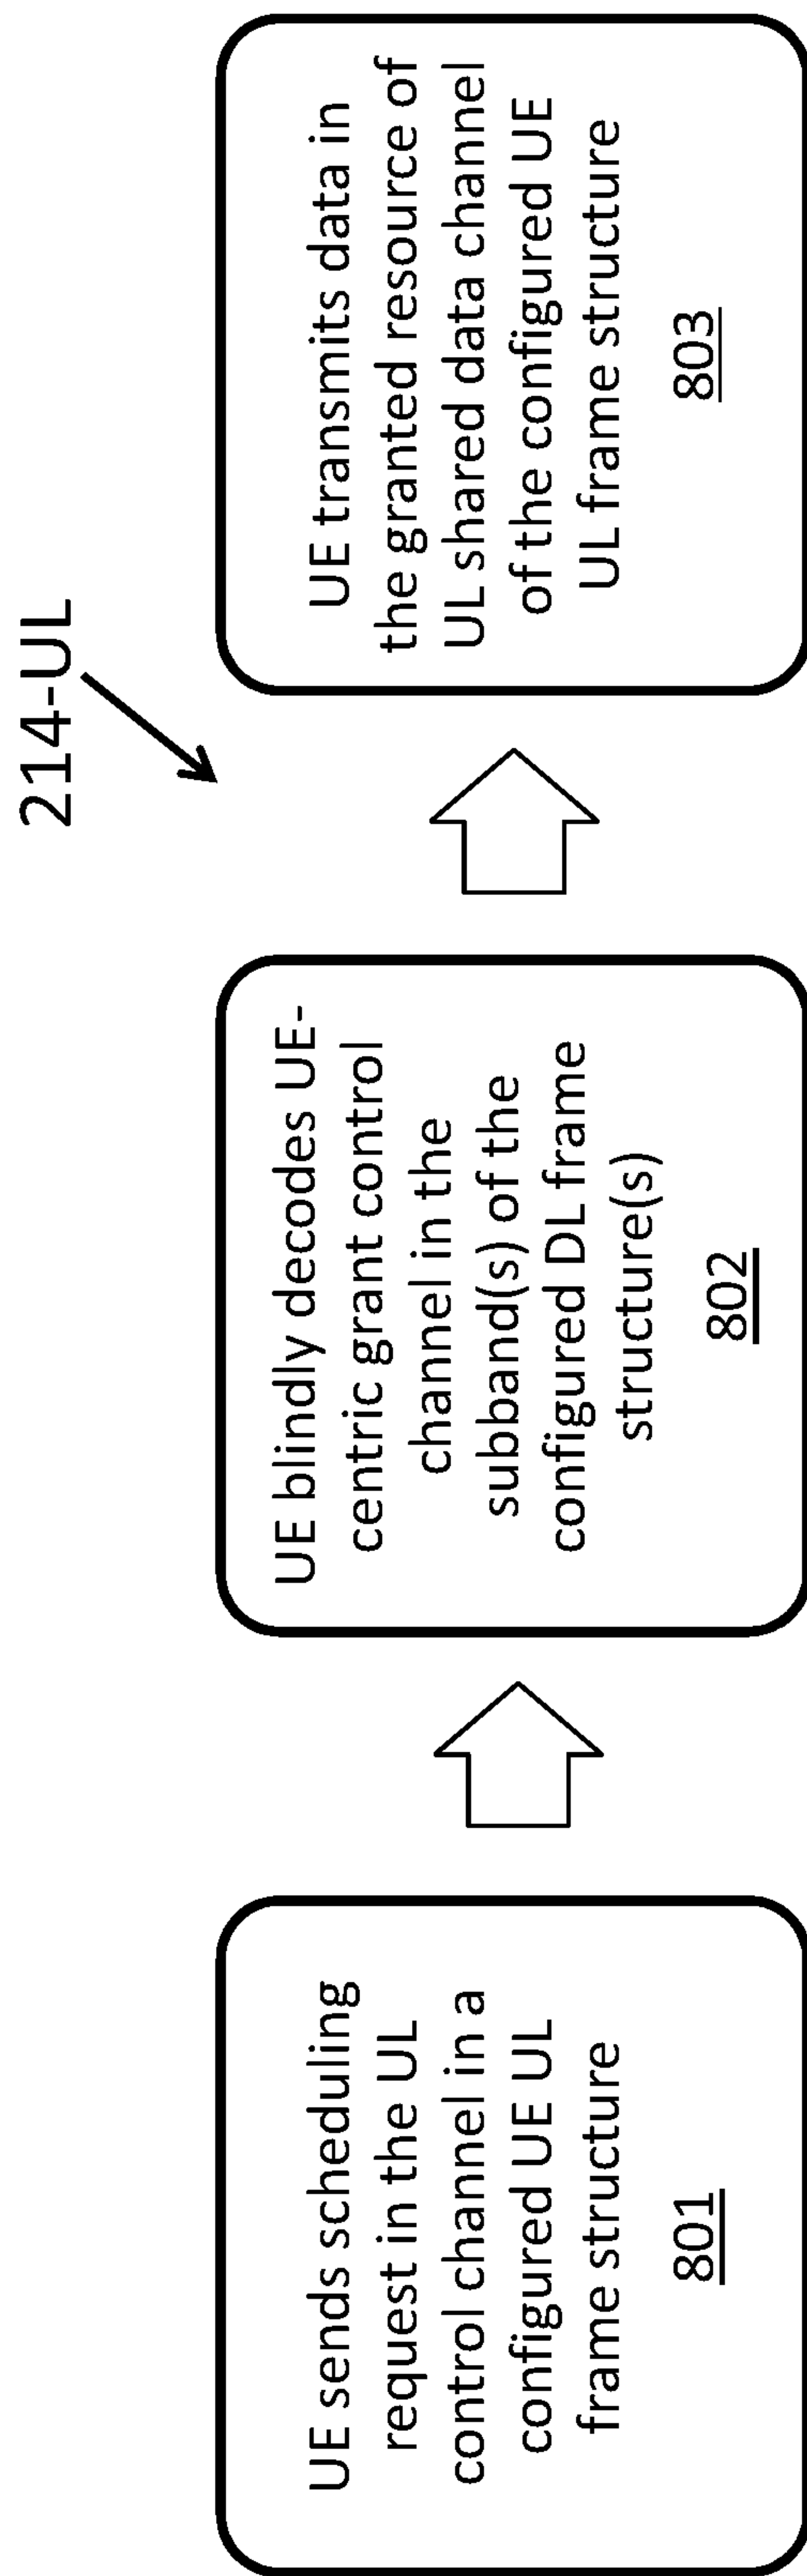 214-UL
UE sends scheduling
request in the UL
control channel in a
configured UE UL
frame structure
801
UE blindly decodes UE-
centric grant control
channel in the
subband(s) of the
configured DL frame
structure(s)
802
UE transmits data in
the granted resource of
UL shared data channel
of the configured UE
UL frame structure
803